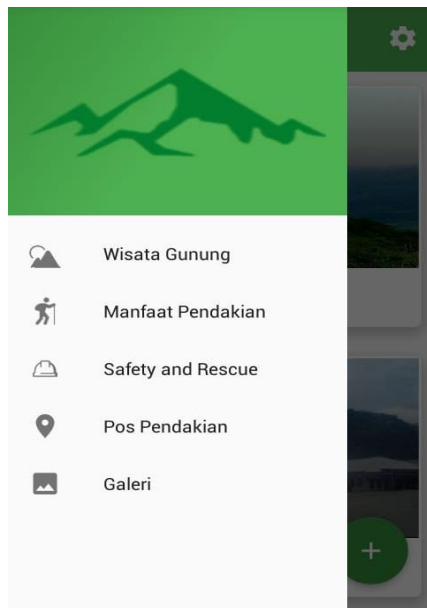 Wisata Gunung
Manfaat Pendakian
Safety and Rescue
Pos Pendakian
Galeri